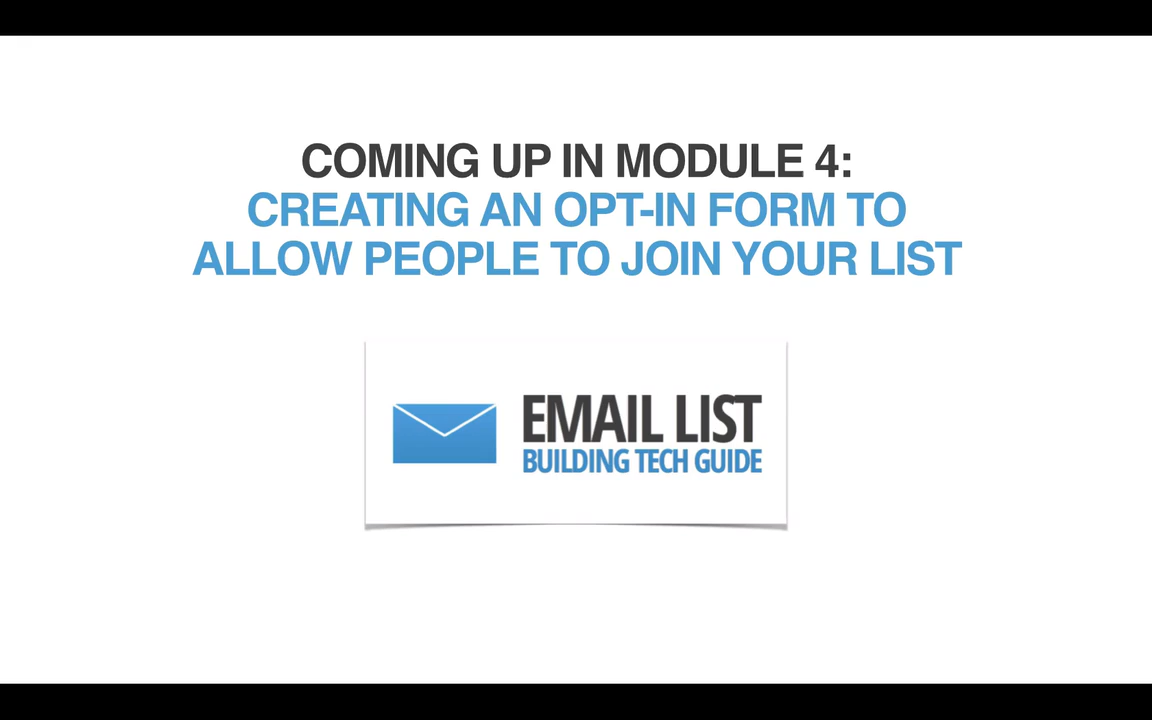 COMING UP IN MODULE 4:
CREATING AN OPT-IN FORM TO
ALLOW PEOPLE TO JOIN YOUR LIST
EMAIL LIST
BUILDING TECH GUIDE